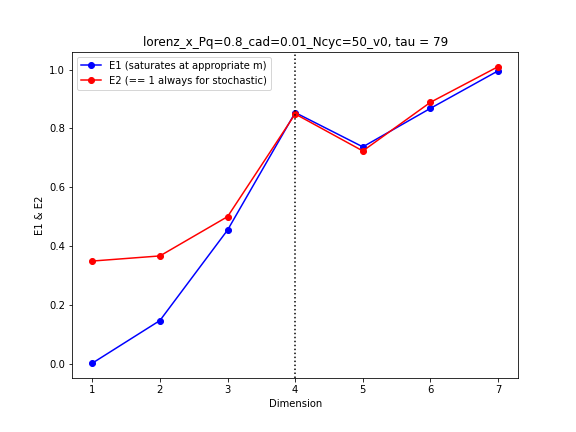 lorenz_x_Pq=0.8_cad=0.01_Ncyc=50_v0, tau = 79
E1 (saturates at appropriate m)
E2 (== 1 always for stochastic)
1.0
0.8
0.6
0.4
0.2
0.0
E1 & E2
1 2 3 4 5 6 7
Dimension